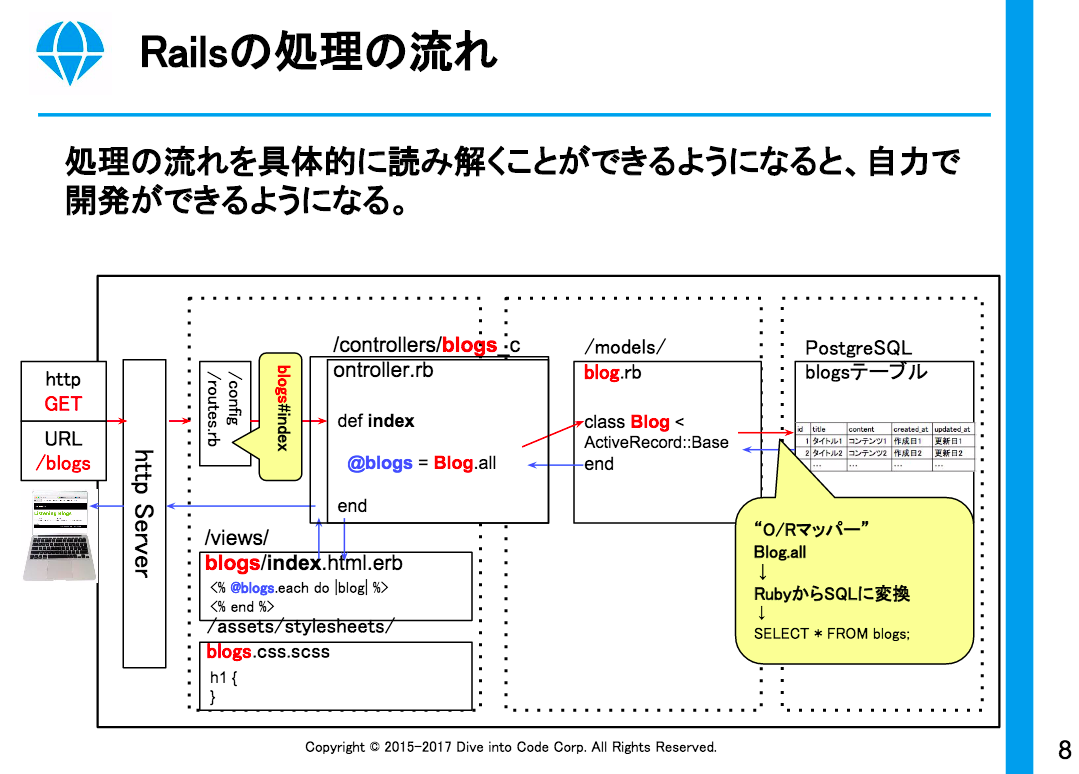 Railsの処理の流れ
処理の流れを具体的に読み解くことができるようになると、自力で
開発ができるようになる。
http
GET
URL
/blogs
http Server
/config
/routes.rb
blogs#index
/controllers/blogs_c
ontroller.rb
def index
@blogs = Blog.all
end
/views/
blogs/index.html.erb
<% @blogs.each do |blog| %>
<% end %>
/assets/stylesheets/
blogs.css.scss
h1 {
}
/models/
blog.rb
class Blog <
ActiveRecord::Base
end
PostgreSQL
blogsテーブル
id title content created_at updated_at
1 タイトル1 コンテンツ1 作成日1 更新日1
2 タイトル2 コンテンツ2 作成日2 更新日2
... ... ... ...
“O/Rマッパー”
Blog.all
↓
RubyからSQLに変換
↓
SELECT * FROM blogs;
Listening blogs
Copyright © 2015-2017 Dive into Code Corp. All Rights Reserved.
8